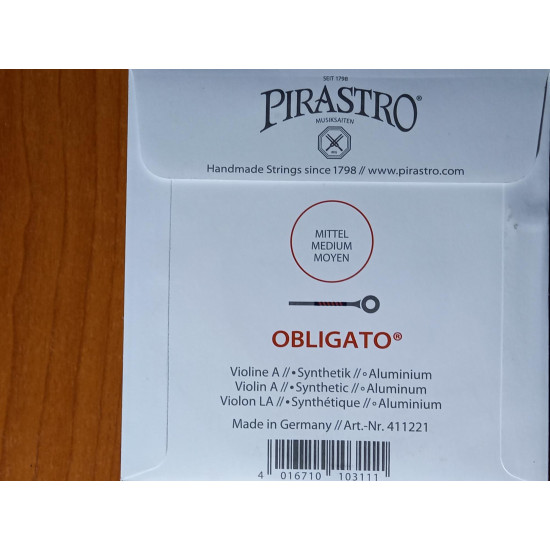 SEIT 1798
PIRASTRO®
MUSIKSAITEN
Handmade Strings since 1798 // www.pirastro.com
MITTEL
MEDIUM
MOYEN
OBLIGATO®
Violine A // •Synthetik // ∘Aluminium
Violin A // •Synthetic // ∘Aluminum
Violon LA // •Synthétique // ∘Aluminium
Made in Germany // Art.-Nr. 411221
4 016710 103111